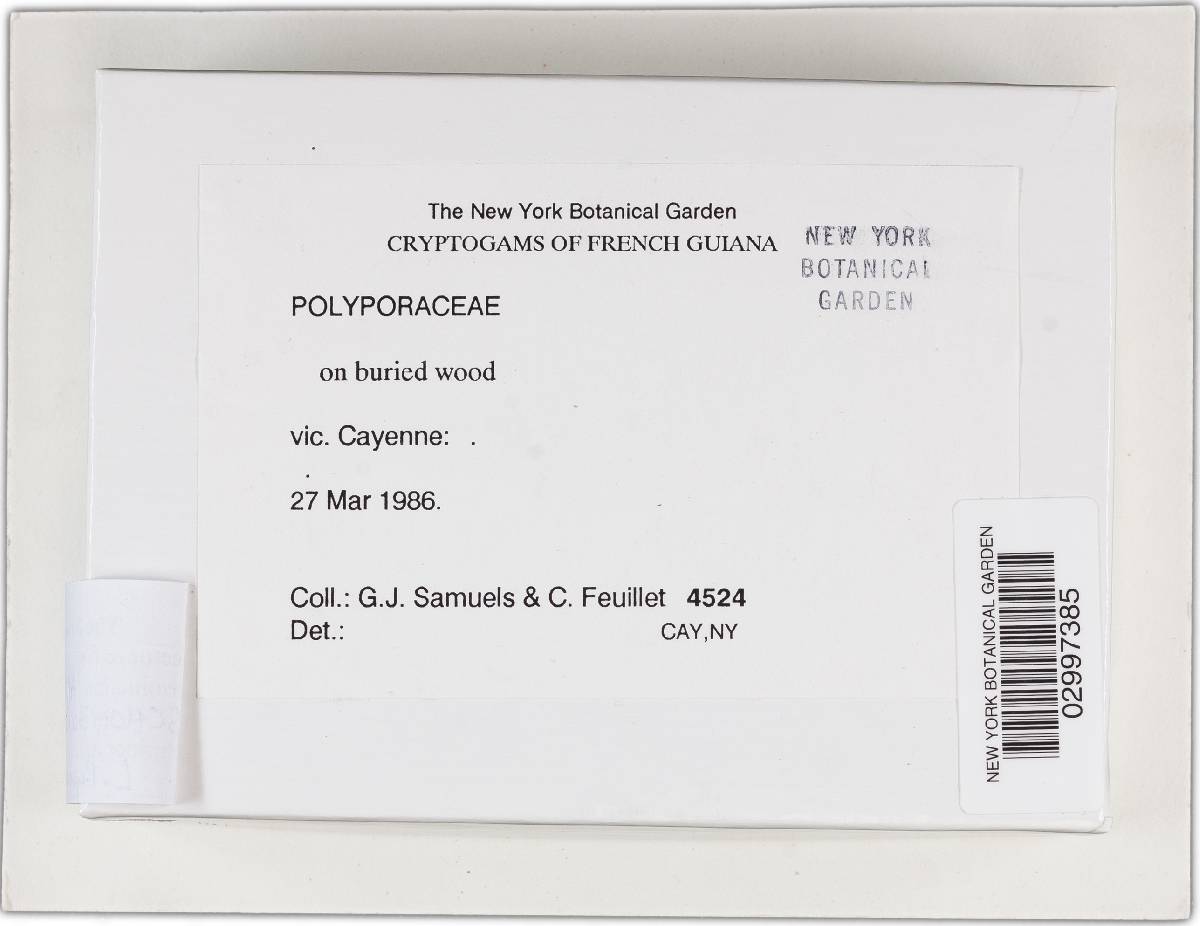 The New York Botanical Garden
CRYPTOGAMS OF FRENCH GUIANA
NEW YORK
BOTANICAL
GARDEN
POLYPORACEAE
on buried wood
vic. Cayenne: .
27 Mar 1986.
Coll.: G.J. Samuels & C. Feuillet 4524
Det.: CAY,NY
NEW YORK BOTANICAL GARDEN
02997385